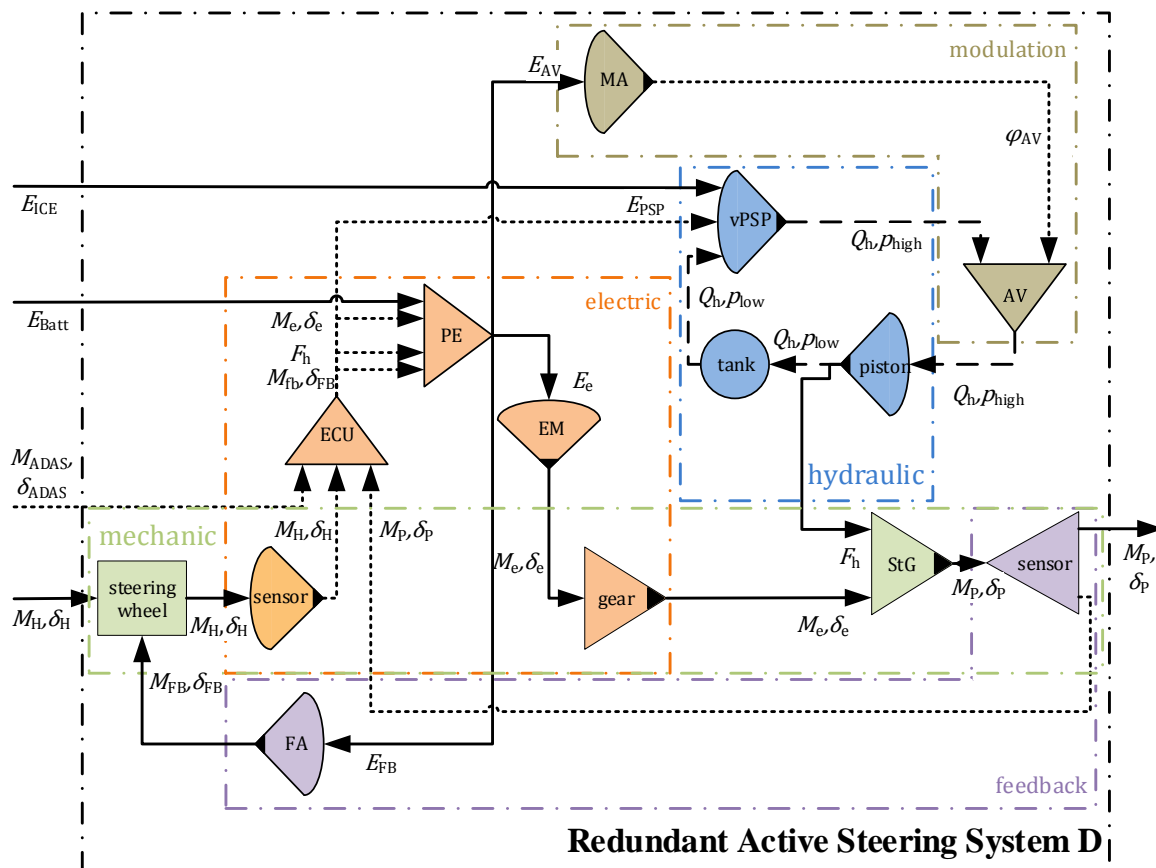 modulation
E_AV
MA
φ_AV
E_ICE
E_PSP
vPSP
Q_h,p_high
AV
electric
E_Batt
M_e,δ_e
F_h
M_fb,δ_FB
PE
Q_h,p_low
Q_h,p_low
tank
piston
Q_h,p_high
E_e
EM
ECU
hydraulic
M_ADAS,
δ_ADAS
mechanic
M_H,δ_H
M_P,δ_P
steering
wheel
sensor
M_H,δ_H
M_H,δ_H
M_e,δ_e
gear
M_e,δ_e
F_h
StG
M_P,δ_P
sensor
M_P,
δ_P
M_FB,δ_FB
FA
E_FB
feedback
Redundant Active Steering System D